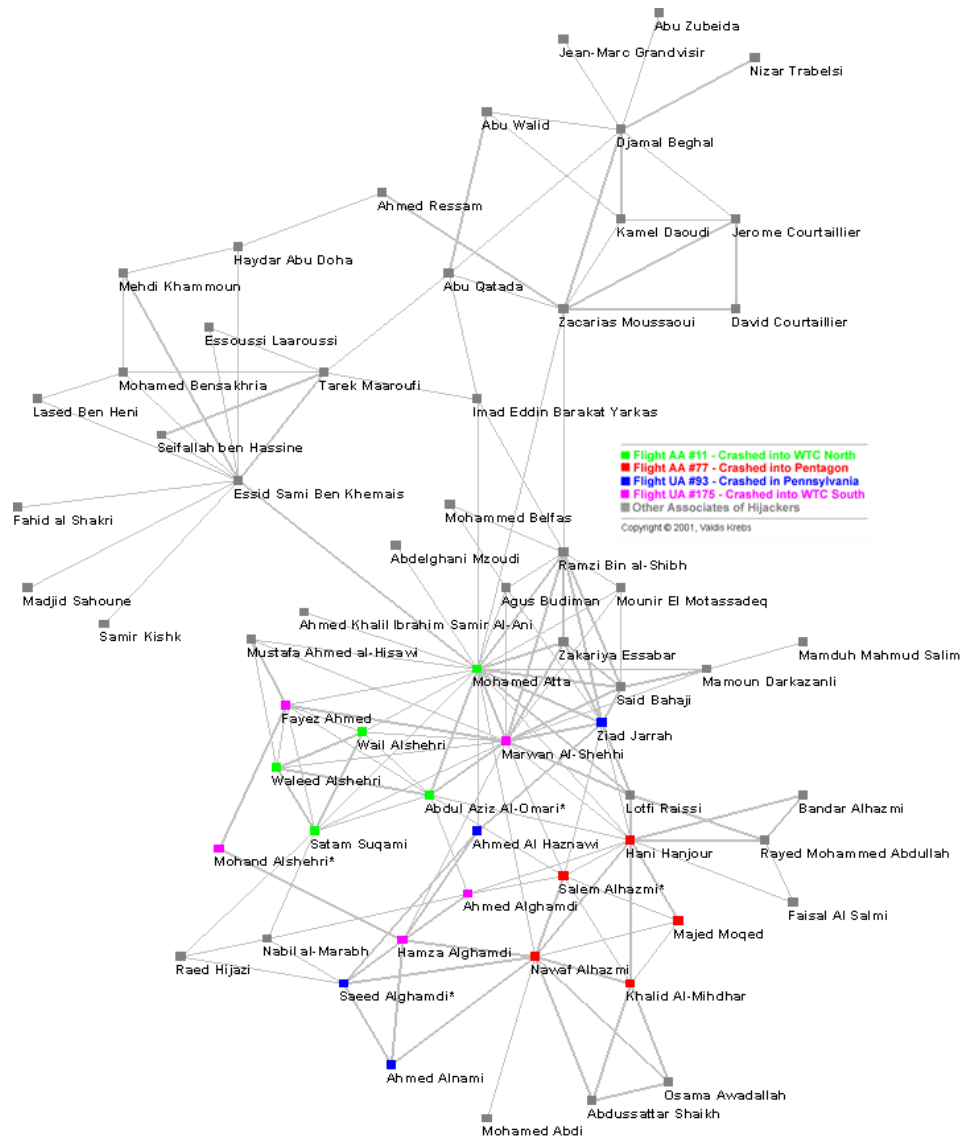 Abu Zubeida
Jean-Marc Grandvisir
Nizar Trabelsi
Abu Walid
Djamal Beghal
Ahmed Ressam
Kamel Daoudi
Jerome Courtaillier
Haydar Abu Doha
Mehdi Khammoun
Abu Qatada
Zacarias Moussaoui
David Courtaillier
Essoussi Laaroussi
Mohamed Bensakhria
Tarek Maaroufi
Lased Ben Heni
Imad Eddin Barakat Yarkas
Seifallah ben Hassine
Flight AA #11 - Crashed into WTC North
Flight AA #77 - Crashed into Pentagon
Flight UA #93 - Crashed in Pennsylvania
Flight UA #175 - Crashed into WTC South
Other Associates of Hijackers
Copyright © 2001, Valdis Krebs
Essid Sami Ben Khemais
Fahid al Shakri
Mohammed Belfas
Abdelghani Mzoudi
Ramzi Bin al-Shibh
Madjid Sahoune
Agus Budiman
Mounir El Motassadeq
Samir Kishk
Ahmed Khalil Ibrahim Samir Al-Ani
Mustafa Ahmed al-Hisawi
Zakariya Essabar
Mamduh Mahmud Salim
Mohamed Atta
Mamoun Darkazanli
Said Bahaji
Fayez Ahmed
Ziad Jarrah
Wail Alshehri
Marwan Al-Shehhi
Waleed Alshehri
Abdul Aziz Al-Omari*
Lotfi Raissi
Bandar Alhazmi
Satam Suqami
Ahmed Al Haznawi
Hani Hanjour
Rayed Mohammed Abdullah
Mohand Alshehri*
Salem Alhazmi*
Ahmed Alghamdi
Faisal Al Salmi
Majed Moqed
Nabil al-Marabh
Hamza Alghamdi
Raed Hijazi
Nawaf Alhazmi
Saeed Alghamdi*
Khalid Al-Mihdhar
Ahmed Alnami
Osama Awadallah
Abdussattar Shaikh
Mohamed Abdi